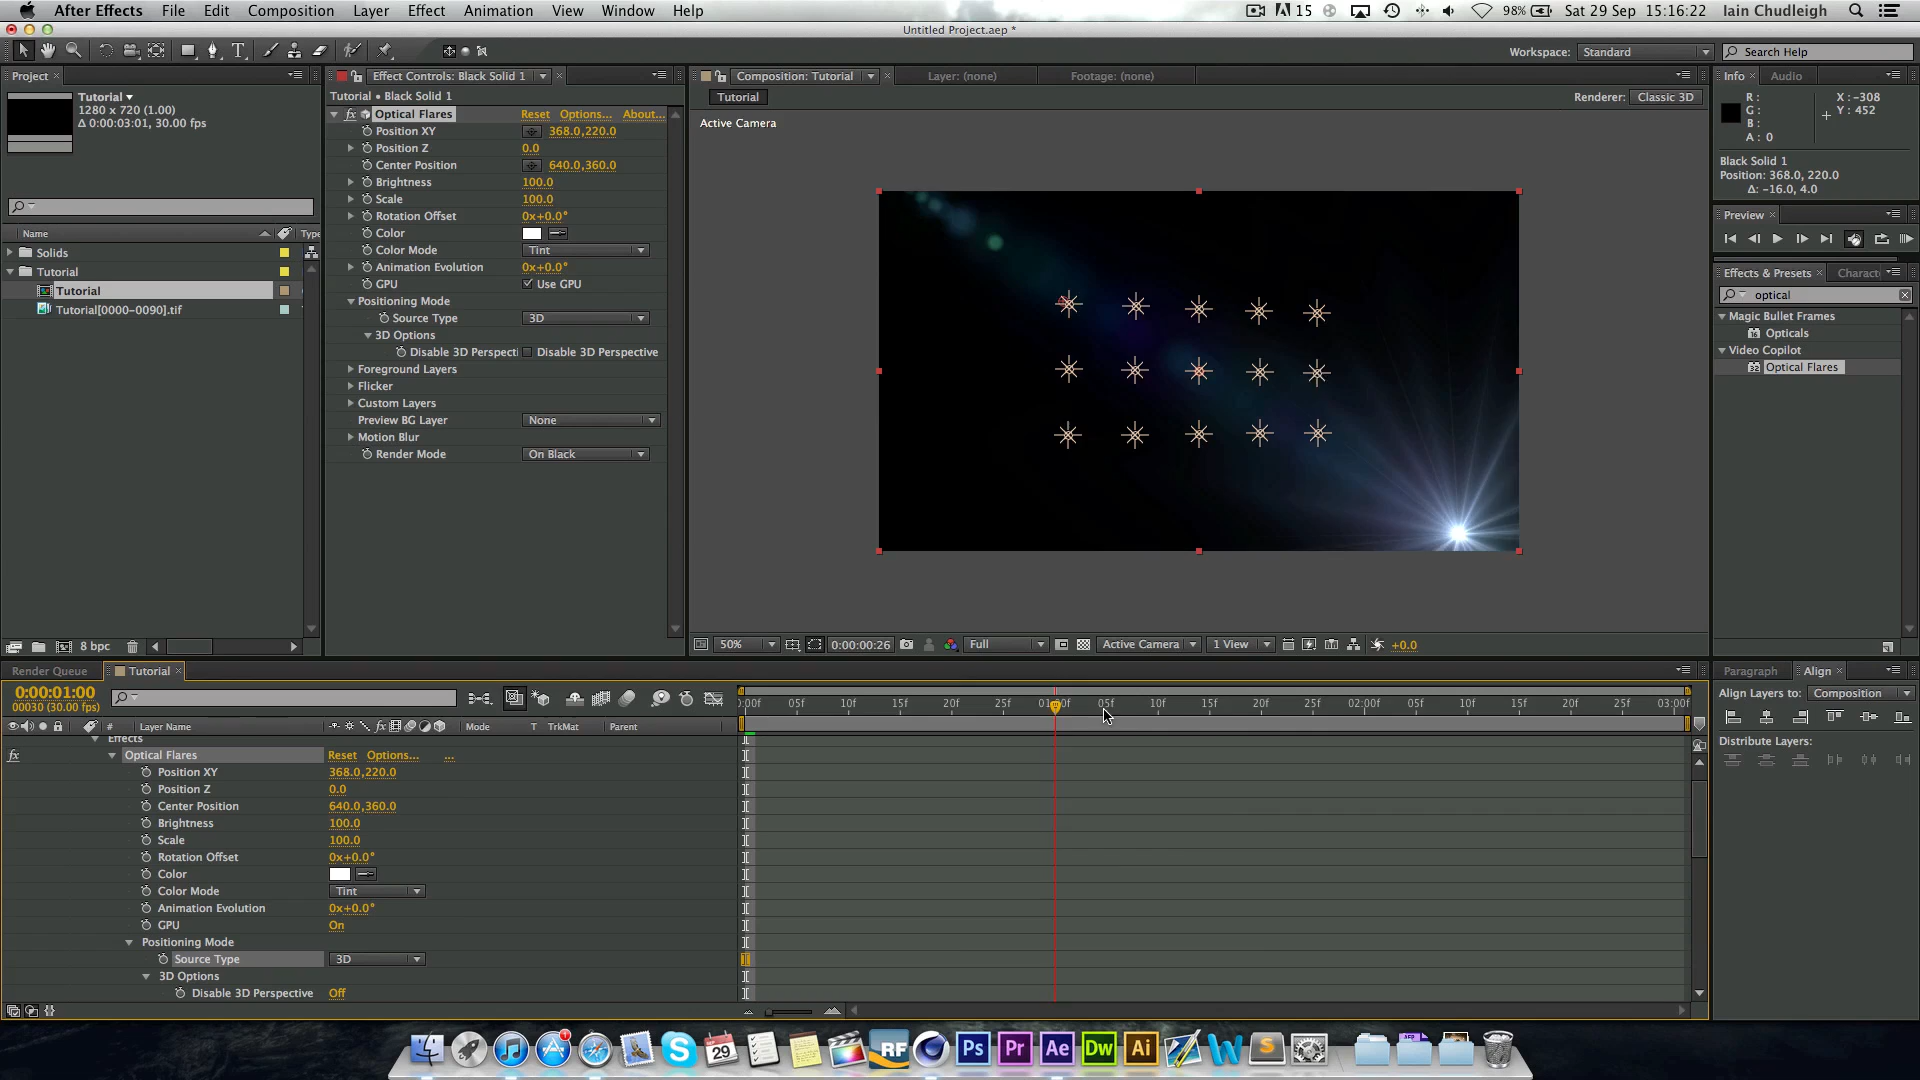 After Effects File Edit Composition Layer Effect Animation View Window Help 15 98% Sat 29 Sep 15:16:22 Iain Chudleigh
Untitled Project.aep *
T Workspace: Standard Search Help
Project
Tutorial
1280 x 720 (1.00)
Δ 0:00:03:01, 30.00 fps
Name Type
Solids
Tutorial
Tutorial
Tutorial[0000-0090].tif
8 bpc
Effect Controls: Black Solid 1
Tutorial • Black Solid 1
fx Optical Flares Reset Options... About...
Position XY 368.0,220.0
Position Z 0.0
Center Position 640.0,360.0
Brightness 100.0
Scale 100.0
Rotation Offset 0x+0.0°
Color
Color Mode Tint
Animation Evolution 0x+0.0°
GPU Use GPU
Positioning Mode
Source Type 3D
3D Options
Disable 3D Perspecti Disable 3D Perspective
Foreground Layers
Flicker
Custom Layers
Preview BG Layer None
Motion Blur
Render Mode On Black
Composition: Tutorial Layer: (none) Footage: (none)
Tutorial Renderer: Classic 3D
Active Camera
50% 0:00:00:26 Full Active Camera 1 View +0.0
Info Audio
R : X : -308
G : Y : 452
B :
A : 0
Black Solid 1
Position: 368.0, 220.0
Δ: -16.0, 4.0
Preview
Effects & Presets Charact
optical
Magic Bullet Frames
Opticals
Video Copilot
32 Optical Flares
Render Queue Tutorial
0:00:01:00
00030 (30.00 fps)
# Layer Name fx Mode T TrkMat Parent
0:00f 05f 10f 15f 20f 25f 01:00f 05f 10f 15f 20f 25f 02:00f 05f 10f 15f 20f 25f 03:00f
Effects
fx Optical Flares Reset Options... ...
Position XY 368.0,220.0
Position Z 0.0
Center Position 640.0,360.0
Brightness 100.0
Scale 100.0
Rotation Offset 0x+0.0°
Color
Color Mode Tint
Animation Evolution 0x+0.0°
GPU On
Positioning Mode
Source Type 3D
3D Options
Disable 3D Perspective Off
Paragraph Align
Align Layers to: Composition
Distribute Layers:
1 29 RF Ps Pr Ae Dw Ai W S